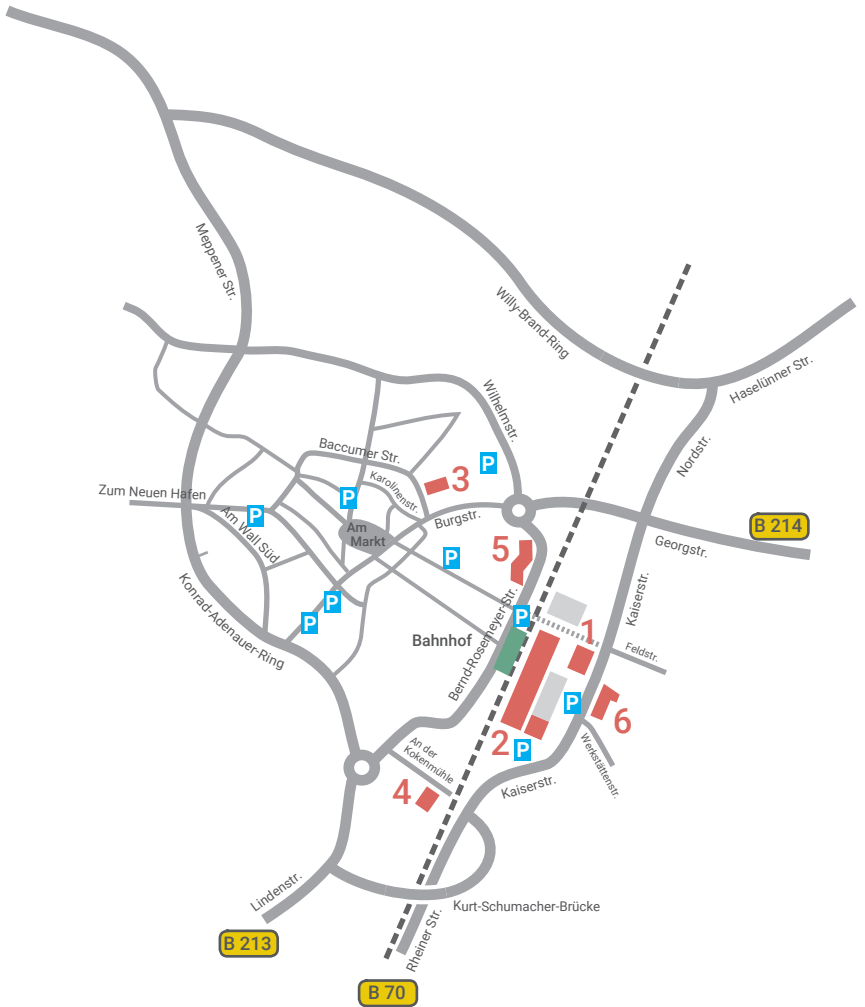 Meppener Str.
Willy-Brand-Ring
Haselünner Str.
Wilhelmstr.
Nordstr.
Baccumer Str.
P
3
Karolinenstr.
Zum Neuen Hafen
P
P
Am Wall Süd
Am
Markt
Burgstr.
B 214
Georgstr.
5
P
Konrad-Adenauer-Ring
Kaiserstr.
P
P
P
1
Bahnhof
Bernd-Rosemeyer-Str.
Feldstr.
P
6
2
P
An der
Kokenmühle
Werkstättenstr.
Kaiserstr.
4
Lindenstr.
Kurt-Schumacher-Brücke
Rheiner Str.
B 213
B 70